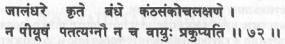 जालंधरे कृते बंधे कंठसंकोचलक्षणे ।
न पीयूषं पतत्यग्नौ न च वायुः प्रकुप्यति ।। ७२ ।।